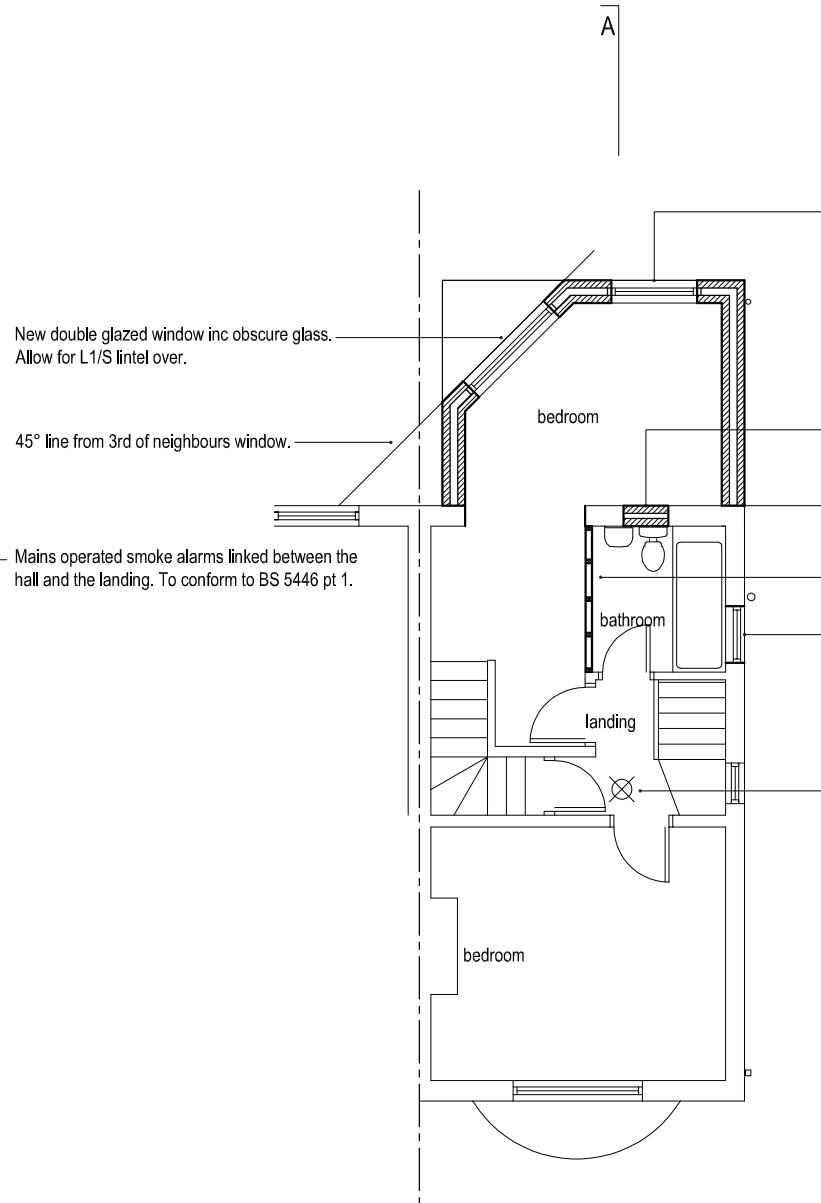 A
New double glazed window inc obscure glass.
Allow for L1/S lintel over.
bedroom
45° line from 3rd of neighbours window.
Mains operated smoke alarms linked between the
hall and the landing. To conform to BS 5446 pt 1.
bathroom
landing
bedroom